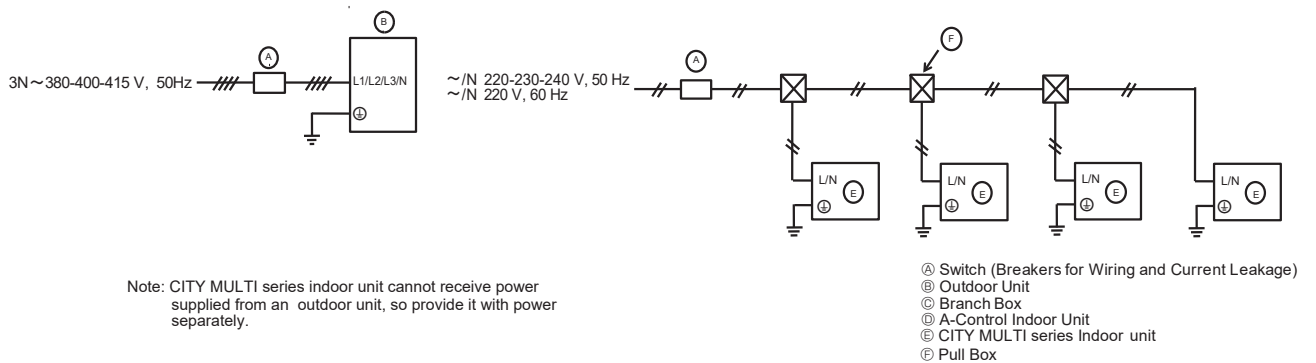 B
A
3N～380-400-415 V, 50Hz
L1/L2/L3/N
F
A
～/N 220-230-240 V, 50 Hz
～/N 220 V, 60 Hz
L/N
E
L/N
E
L/N
E
L/N
E
Note: CITY MULTI series indoor unit cannot receive power
supplied from an outdoor unit, so provide it with power
separately.
Ⓐ Switch (Breakers for Wiring and Current Leakage)
Ⓑ Outdoor Unit
Ⓒ Branch Box
Ⓓ A-Control Indoor Unit
Ⓔ CITY MULTI series Indoor unit
Ⓕ Pull Box